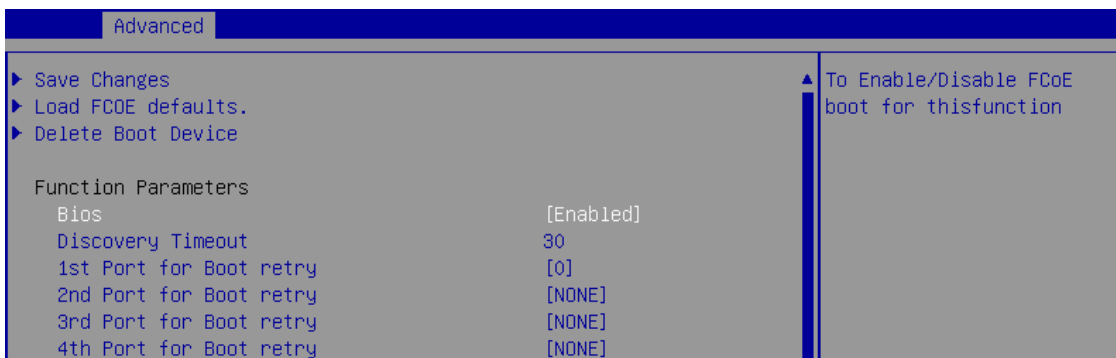 Advanced
Save Changes
Load FCOE defaults.
Delete Boot Device
Function Parameters
Bios [Enabled]
Discovery Timeout 30
1st Port for Boot retry [0]
2nd Port for Boot retry [NONE]
3rd Port for Boot retry [NONE]
4th Port for Boot retry [NONE]
To Enable/Disable FCoE
boot for thisfunction